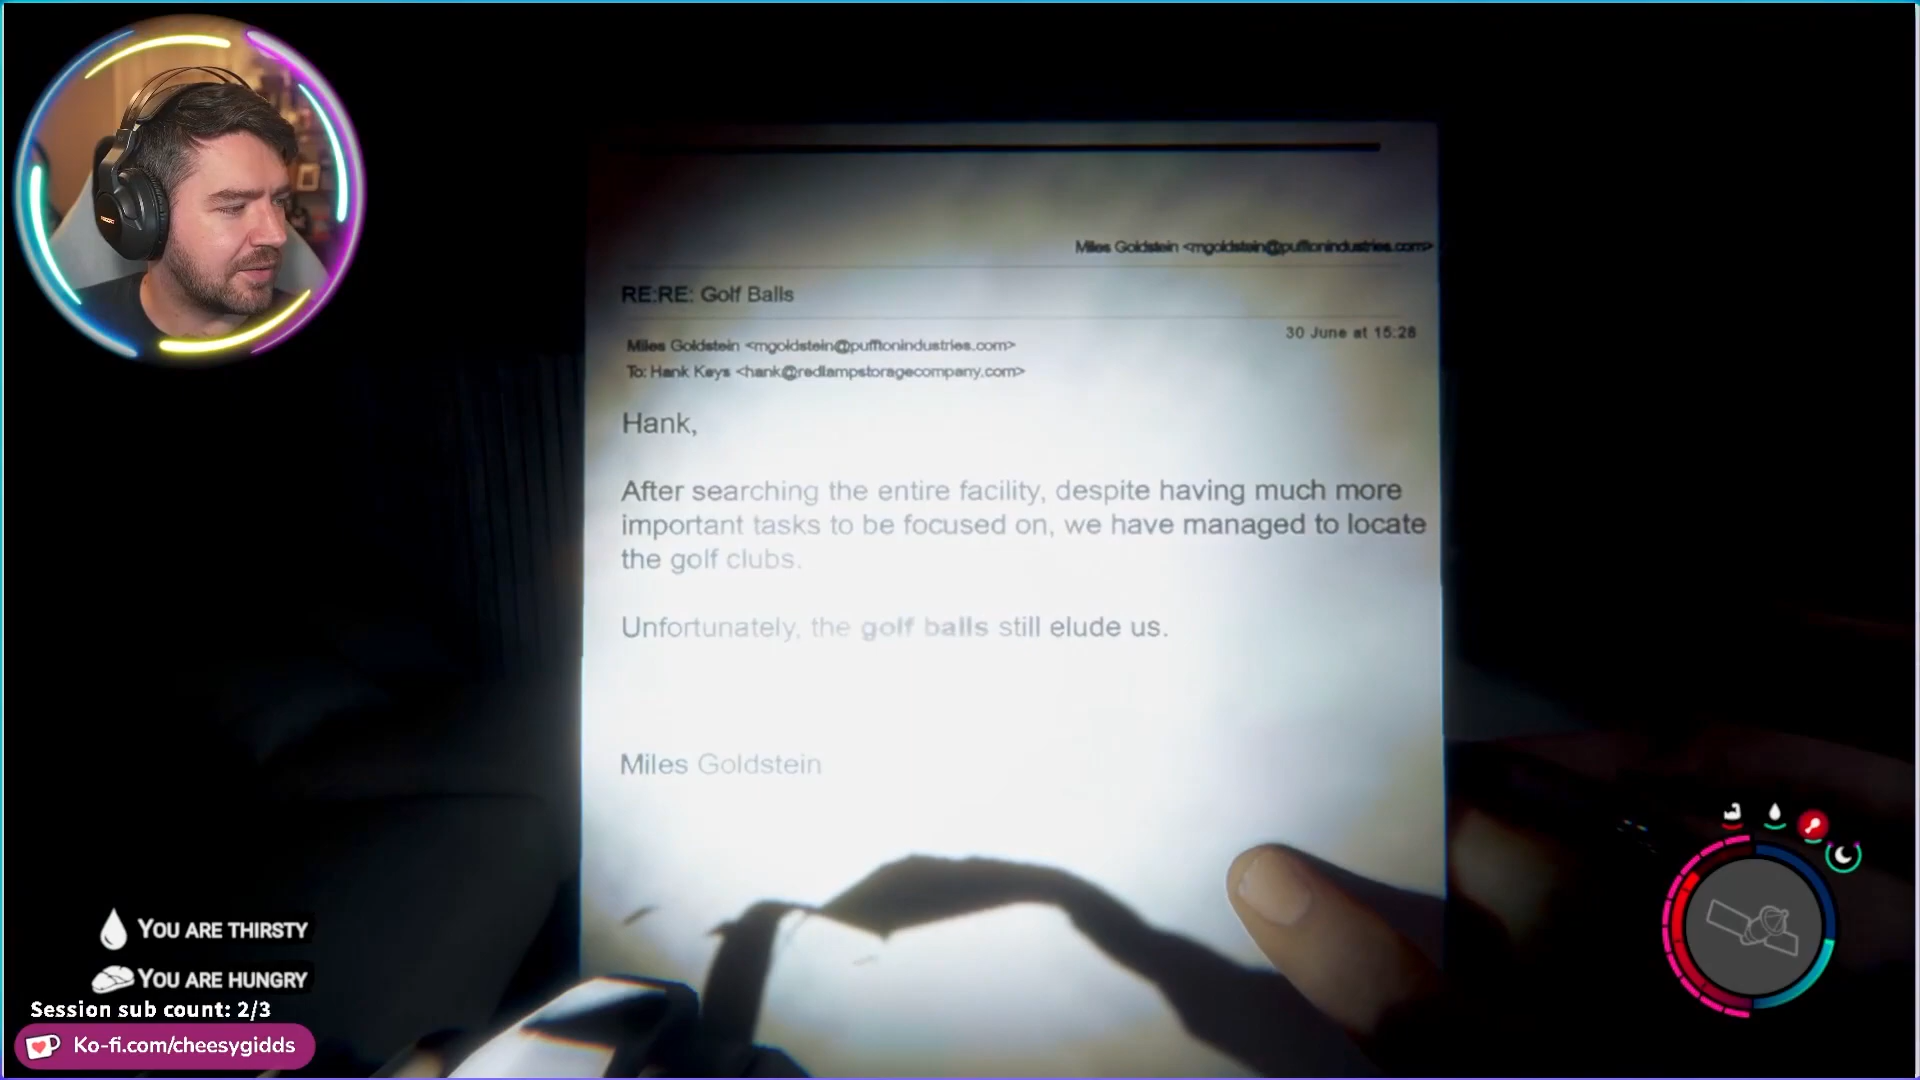 Miles Goldstein <mgoldstein@pufftonindustries.com>
RE:RE: Golf Balls
30 June at 15:28
Miles Goldstein <mgoldstein@pufftonindustries.com>
To: Hank Keys <hank@redlampstoragecompany.com>
Hank,
After searching the entire facility, despite having much more
important tasks to be focused on, we have managed to locate
the golf clubs.
Unfortunately, the golf balls still elude us.
Miles Goldstein
YOU ARE THIRSTY
YOU ARE HUNGRY
Session sub count: 2/3
Ko-fi.com/cheesygidds